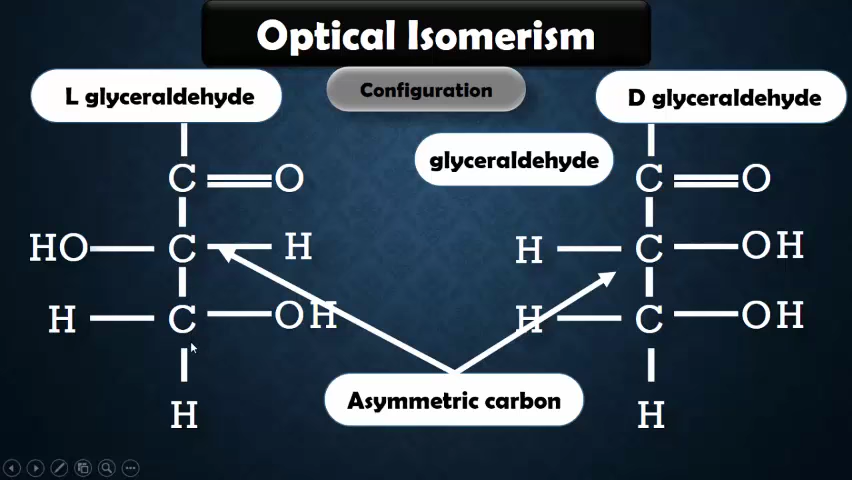 Optical Isomerism
L glyceraldehyde
Configuration
D glyceraldehyde
glyceraldehyde
C O
C O
HO C H
H C OH
H C OH
H C OH
H
H
Asymmetric carbon